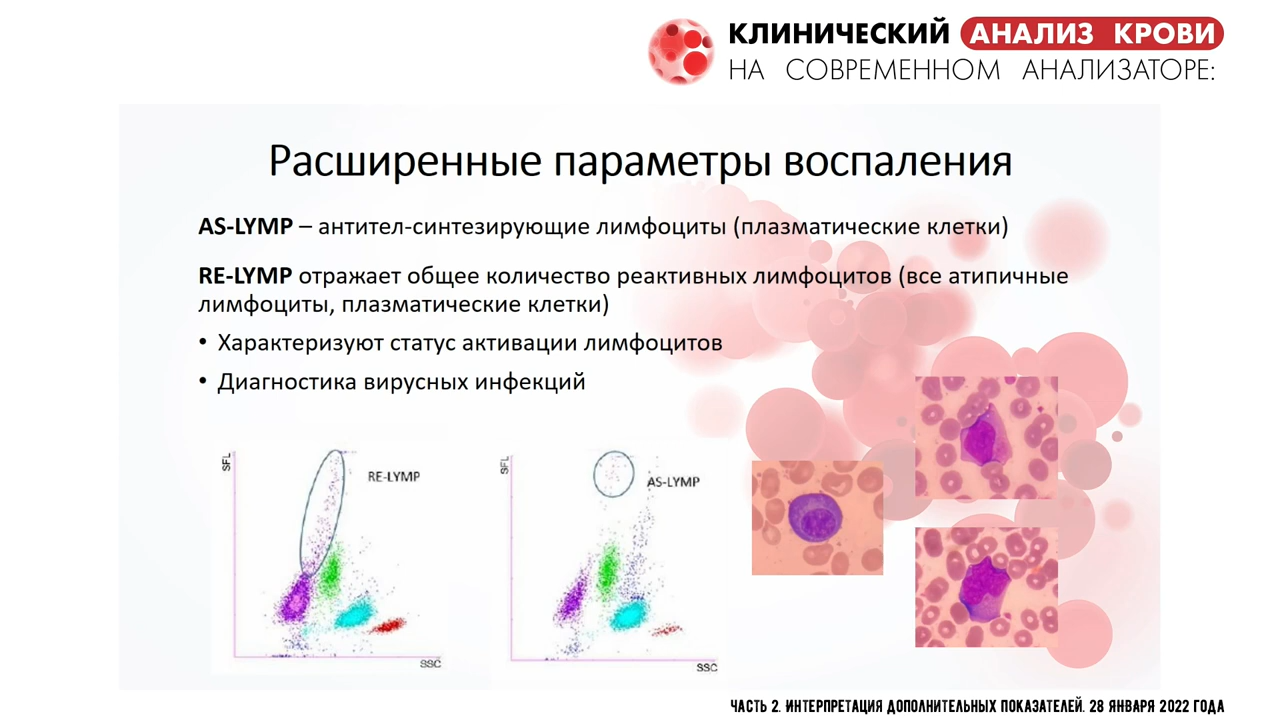 КЛИНИЧЕСКИЙ АНАЛИЗ КРОВИ
НА СОВРЕМЕННОМ АНАЛИЗАТОРЕ:
Расширенные параметры воспаления
AS-LYMP – антител-синтезирующие лимфоциты (плазматические клетки)
RE-LYMP отражает общее количество реактивных лимфоцитов (все атипичные
лимфоциты, плазматические клетки)
• Характеризуют статус активации лимфоцитов
• Диагностика вирусных инфекций
SFL
RE-LYMP
SSC
SFL
AS-LYMP
SSC
ЧАСТЬ 2. ИНТЕРПРЕТАЦИЯ ДОПОЛНИТЕЛЬНЫХ ПОКАЗАТЕЛЕЙ. 28 ЯНВАРЯ 2022 ГОДА